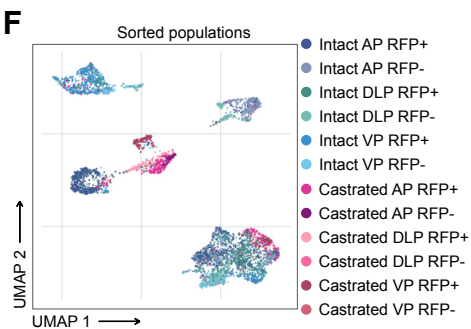 F
Sorted populations
Intact AP RFP+
Intact AP RFP-
Intact DLP RFP+
Intact DLP RFP-
Intact VP RFP+
Intact VP RFP-
Castrated AP RFP+
Castrated AP RFP-
Castrated DLP RFP+
Castrated DLP RFP-
Castrated VP RFP+
Castrated VP RFP-
UMAP 2
UMAP 1